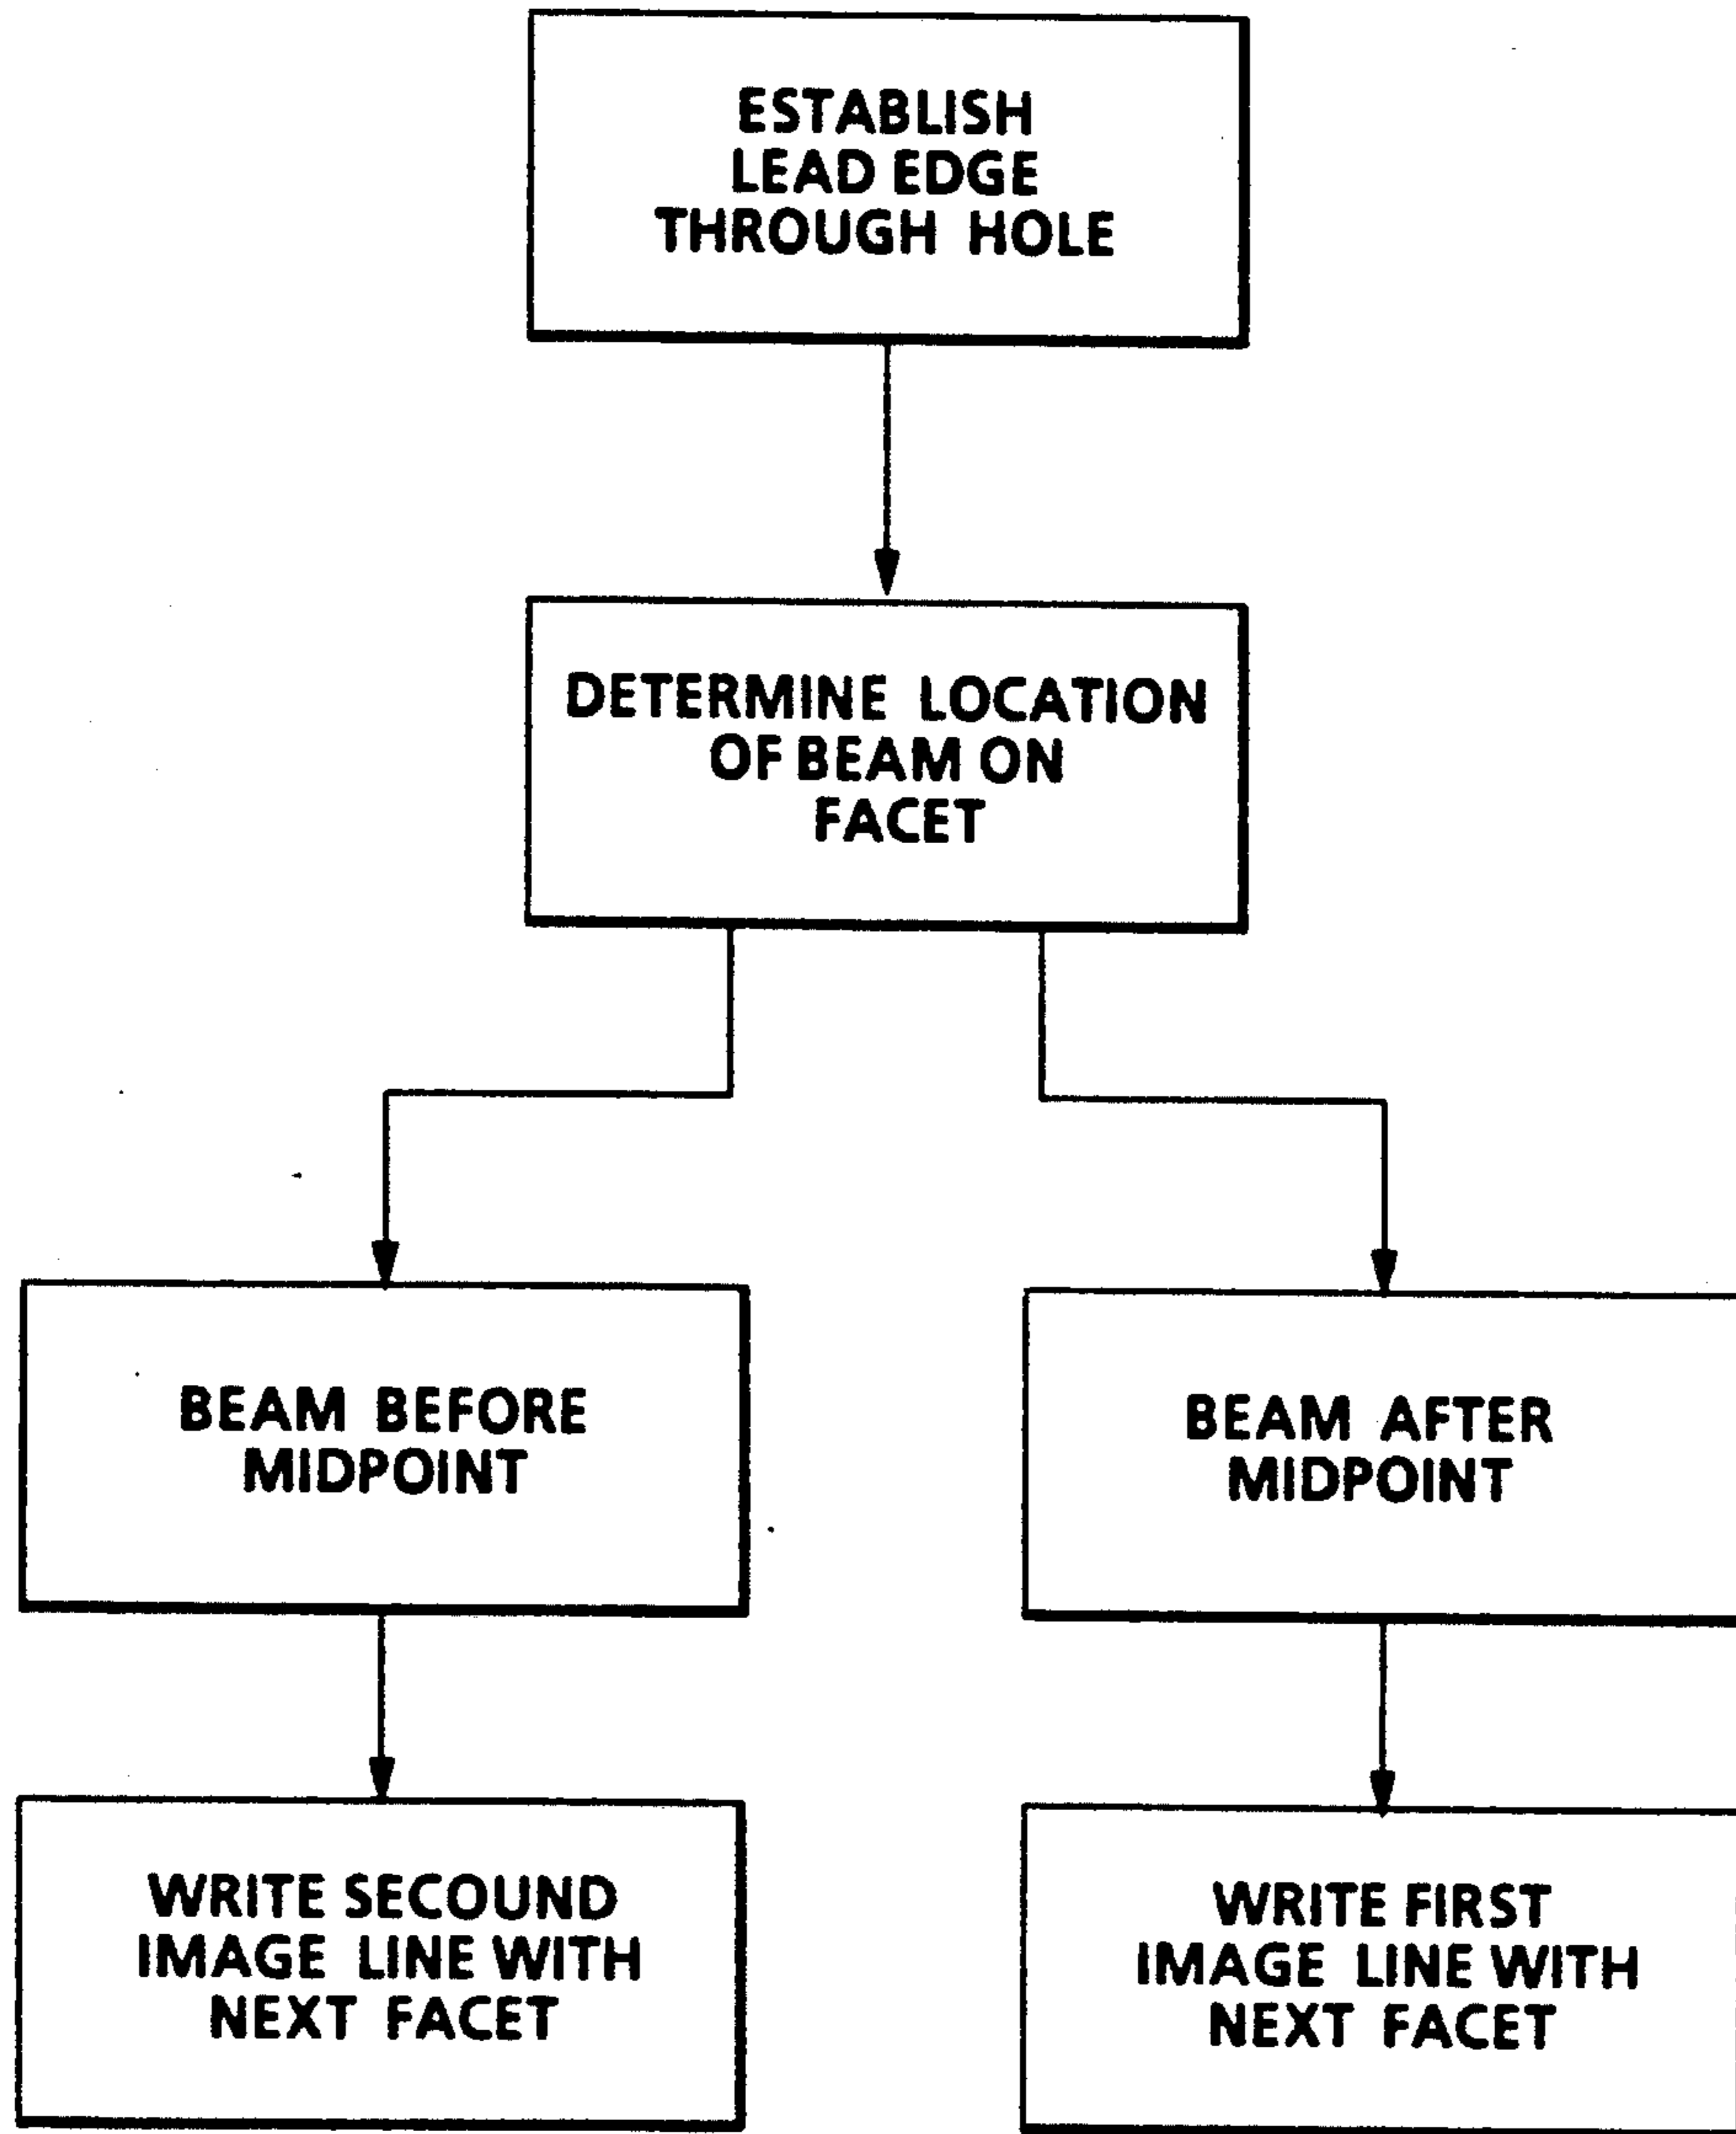 ESTABLISH
LEAD EDGE
THROUGH HOLE
DETERMINE LOCATION
OF BEAM ON
FACET
BEAM BEFORE
MIDPOINT
BEAM AFTER
MIDPOINT
WRITE SECOUND
IMAGE LINE WITH
NEXT FACET
WRITE FIRST
IMAGE LINE WITH
NEXT FACET